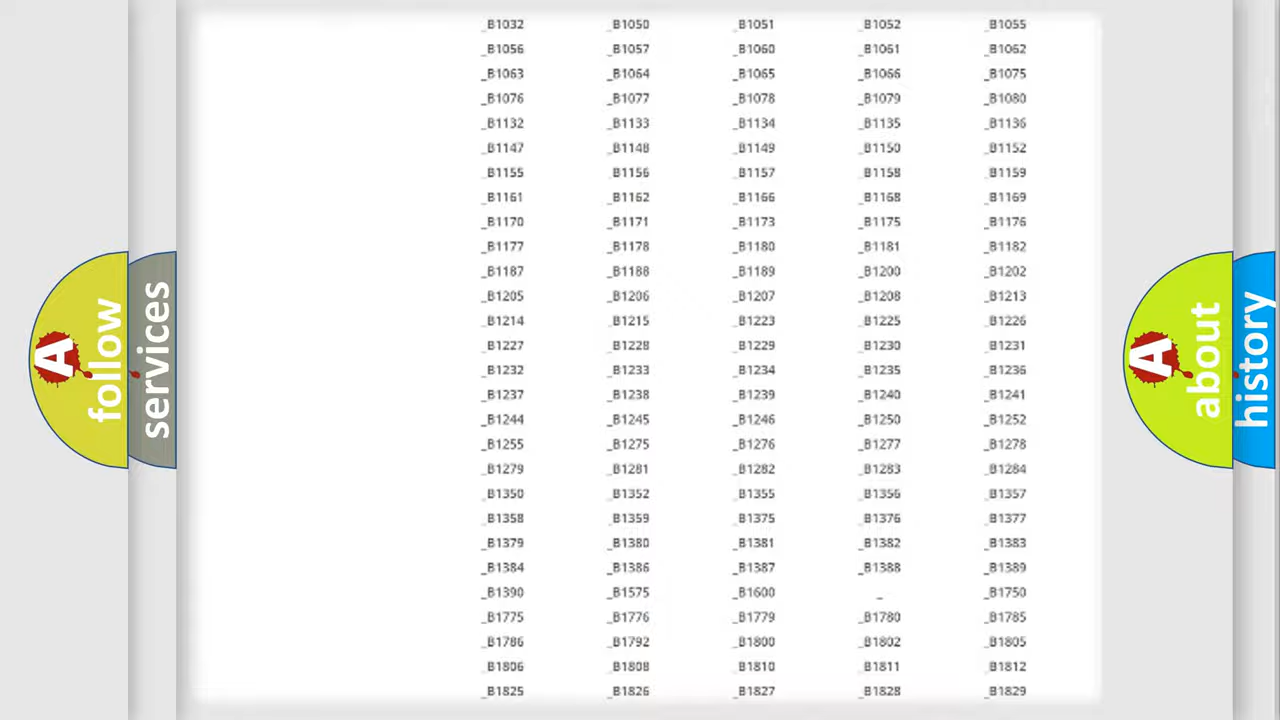 _B1032 _B1050 _B1051 _B1052 _B1055
_B1056 _B1057 _B1060 _B1061 _B1062
_B1063 _B1064 _B1065 _B1066 _B1075
_B1076 _B1077 _B1078 _B1079 _B1080
_B1132 _B1133 _B1134 _B1135 _B1136
_B1147 _B1148 _B1149 _B1150 _B1152
_B1155 _B1156 _B1157 _B1158 _B1159
_B1161 _B1162 _B1166 _B1168 _B1169
_B1170 _B1171 _B1173 _B1175 _B1176
_B1177 _B1178 _B1180 _B1181 _B1182
_B1187 _B1188 _B1189 _B1200 _B1202
_B1205 _B1206 _B1207 _B1208 _B1213
_B1214 _B1215 _B1223 _B1225 _B1226
_B1227 _B1228 _B1229 _B1230 _B1231
_B1232 _B1233 _B1234 _B1235 _B1236
_B1237 _B1238 _B1239 _B1240 _B1241
_B1244 _B1245 _B1246 _B1250 _B1252
_B1255 _B1275 _B1276 _B1277 _B1278
_B1279 _B1281 _B1282 _B1283 _B1284
_B1350 _B1352 _B1355 _B1356 _B1357
_B1358 _B1359 _B1375 _B1376 _B1377
_B1379 _B1380 _B1381 _B1382 _B1383
_B1384 _B1386 _B1387 _B1388 _B1389
_B1390 _B1575 _B1600 _ _B1750
_B1775 _B1776 _B1779 _B1780 _B1785
_B1786 _B1792 _B1800 _B1802 _B1805
_B1806 _B1808 _B1810 _B1811 _B1812
_B1825 _B1826 _B1827 _B1828 _B1829
A
follow
services
A
about
history